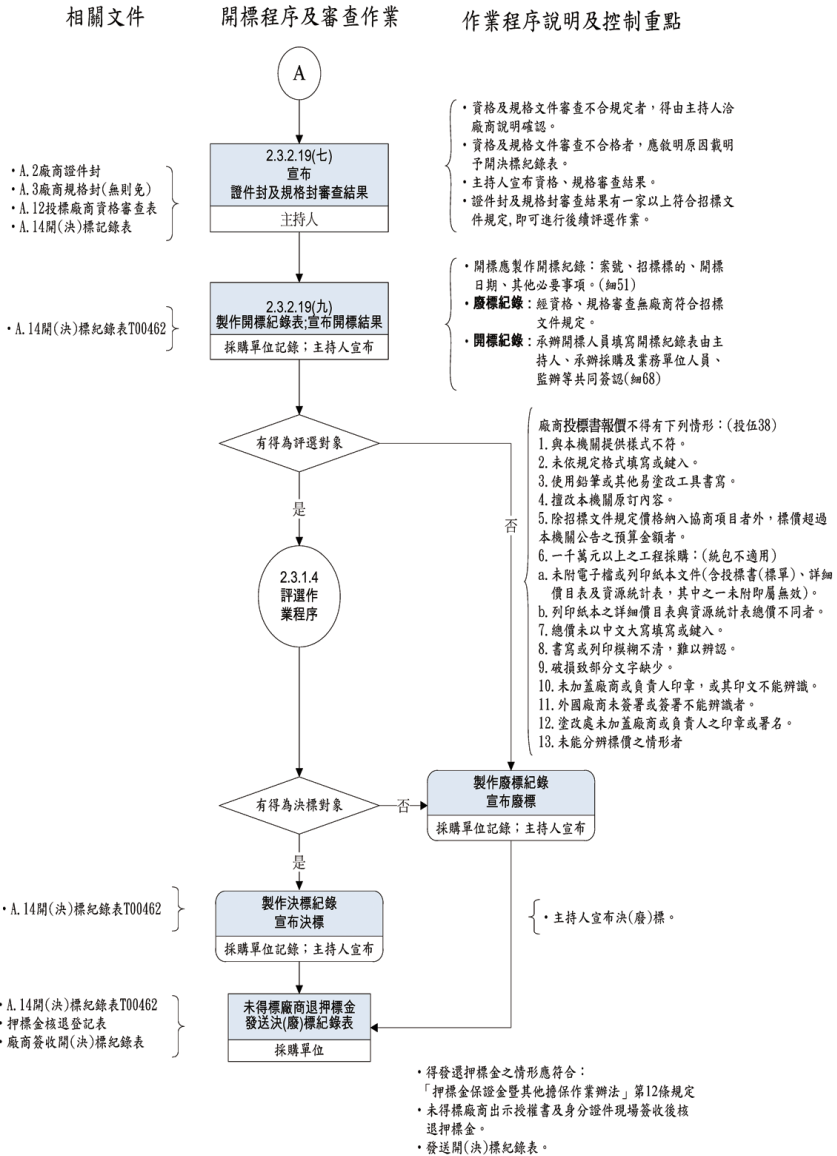 相關文件
開標程序及審查作業
作業程序說明及控制重點
A
・資格及規格文件審查不合規定者，得由主持人洽
廠商說明確認。
・資格及規格文件審查不合格者，應敘明原因載明
予開決標紀錄表。
・主持人宣布資格、規格審查結果。
・證件封及規格封審查結果有一家以上符合招標文
件規定,即可進行後續評選作業。
・A.2廠商證件封
・A.3廠商規格封(無則免)
・A.12投標廠商資格審查表
・A.14開(決)標記錄表
2.3.2.19(七)
宣布
證件封及規格封審查結果
主持人
・開標應製作開標紀錄：案號、招標標的、開標
日期、其他必要事項。(細51)
・廢標紀錄：經資格、規格審查無廠商符合招標
文件規定。
・開標紀錄：承辦開標人員填寫開標紀錄表由主
持人、承辦採購及業務單位人員、
監辦等共同簽認(細68)
・A.14開(決)標紀錄表T00462
2.3.2.19(九)
製作開標紀錄表;宣布開標結果
採購單位記錄；主持人宣布
有得為評選對象
是
否
廠商投標書報價不得有下列情形：(投伍38)
1.與本機關提供樣式不符。
2.未依規定格式填寫或鍵入。
3.使用鉛筆或其他易塗改工具書寫。
4.擅改本機關原訂內容。
5.除招標文件規定價格納入協商項目者外，標價超過
本機關公告之預算金額者。
6.一千萬元以上之工程採購：(統包不適用)
a.未附電子檔或列印紙本文件(含投標書(標單)、詳細
價目表及資源統計表，其中之一未附即屬無效)。
b.列印紙本之詳細價目表與資源統計表總價不同者。
7.總價未以中文大寫填寫或鍵入。
8.書寫或列印模糊不清，難以辨認。
9.破損致部分文字缺少。
10.未加蓋廠商或負責人印章，或其印文不能辨識。
11.外國廠商未簽署或簽署不能辨識者。
12.塗改處未加蓋廠商或負責人之印章或署名。
13.未能分辨標價之情形者
2.3.1.4
評選作
業程序
有得為決標對象
否
是
製作廢標紀錄
宣布廢標
採購單位記錄；主持人宣布
・A.14開(決)標紀錄表T00462
製作決標紀錄
宣布決標
採購單位記錄；主持人宣布
・主持人宣布決(廢)標。
・A.14開(決)標紀錄表T00462
・押標金核退登記表
・廠商簽收開(決)標紀錄表
未得標廠商退押標金
發送決(廢)標紀錄表
採購單位
・得發還押標金之情形應符合：
「押標金保證金暨其他擔保作業辦法」第12條規定
・未得標廠商出示授權書及身分證件現場簽收後核
退押標金。
・發送開(決)標紀錄表。